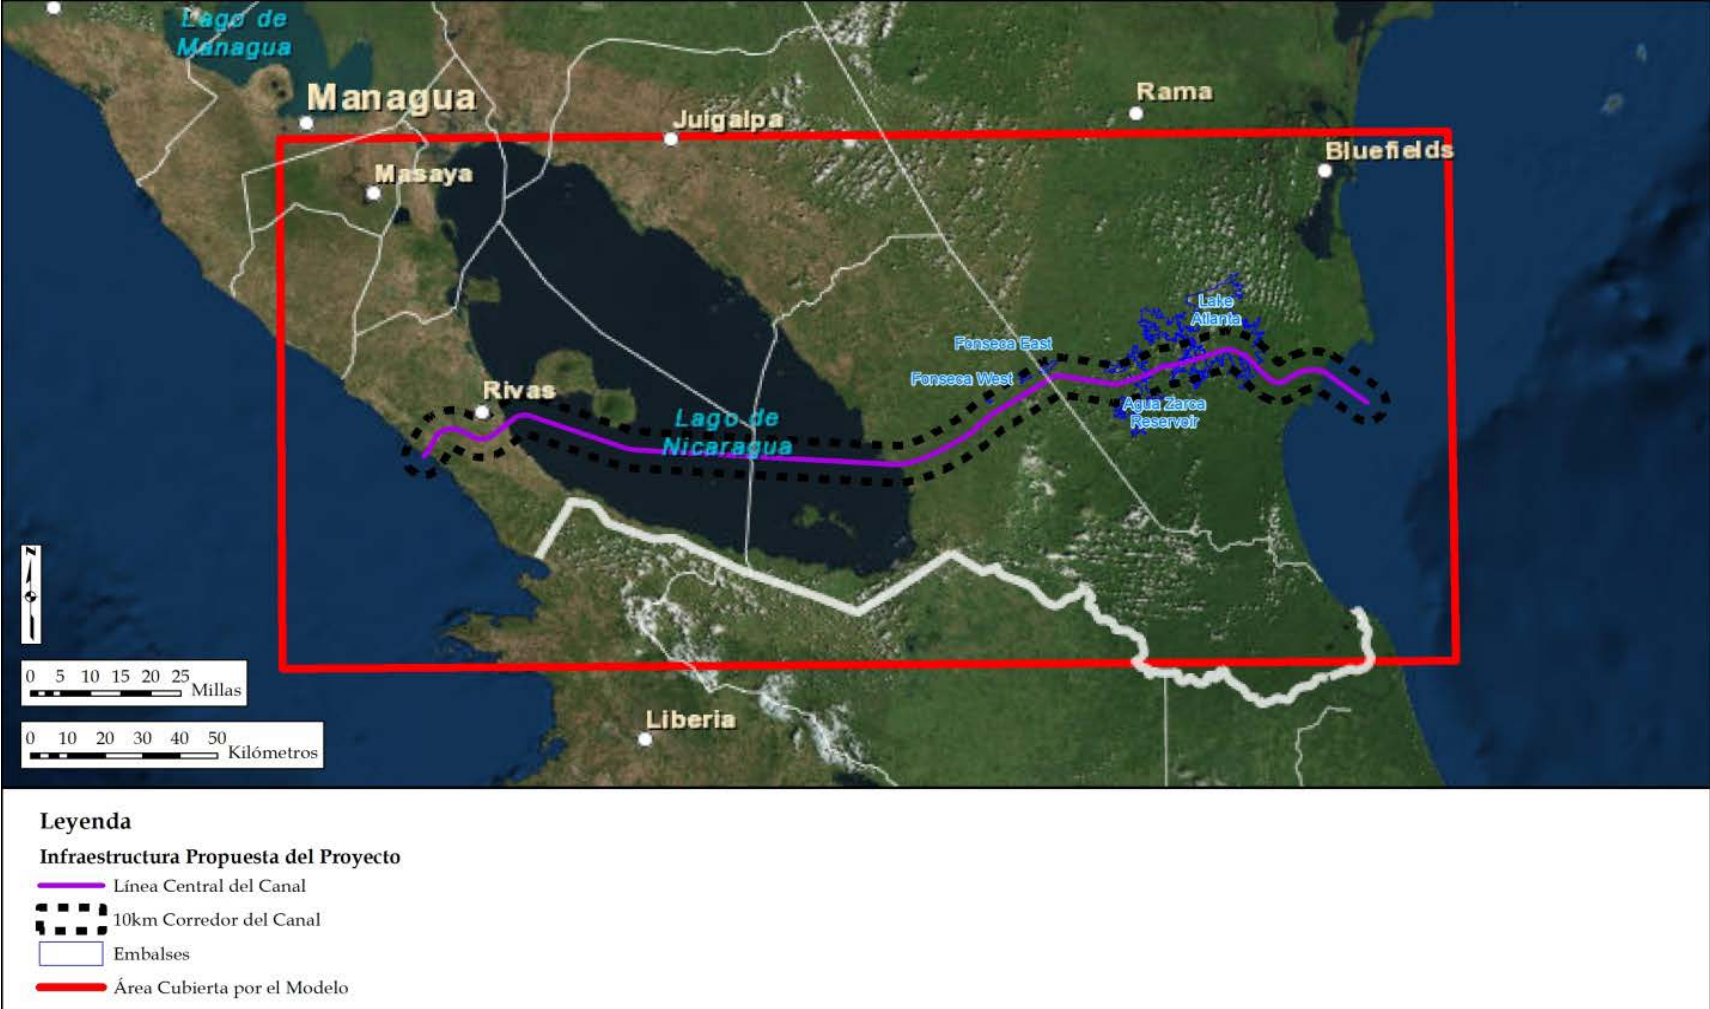 Lago de
Managua
Managua
Rama
Juigalpa
Bluefields
Masaya
Lake
Atlanta
Fonseca East
Fonseca West
Rivas
Agua Zarca
Reservoir
Lago de
Nicaragua
N
0 5 10 15 20 25
Millas
Liberia
0 10 20 30 40 50
Kilómetros
Leyenda
Infraestructura Propuesta del Proyecto
Línea Central del Canal
10km Corredor del Canal
Embalses
Área Cubierta por el Modelo